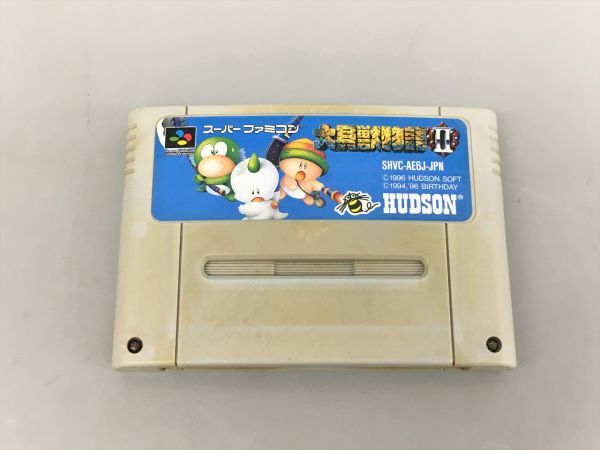 スーパーファミコン
大貝獣物語II
SHVC-AE6J-JPN
©1996 HUDSON SOFT
©1994,'96 BIRTHDAY
HUDSON®